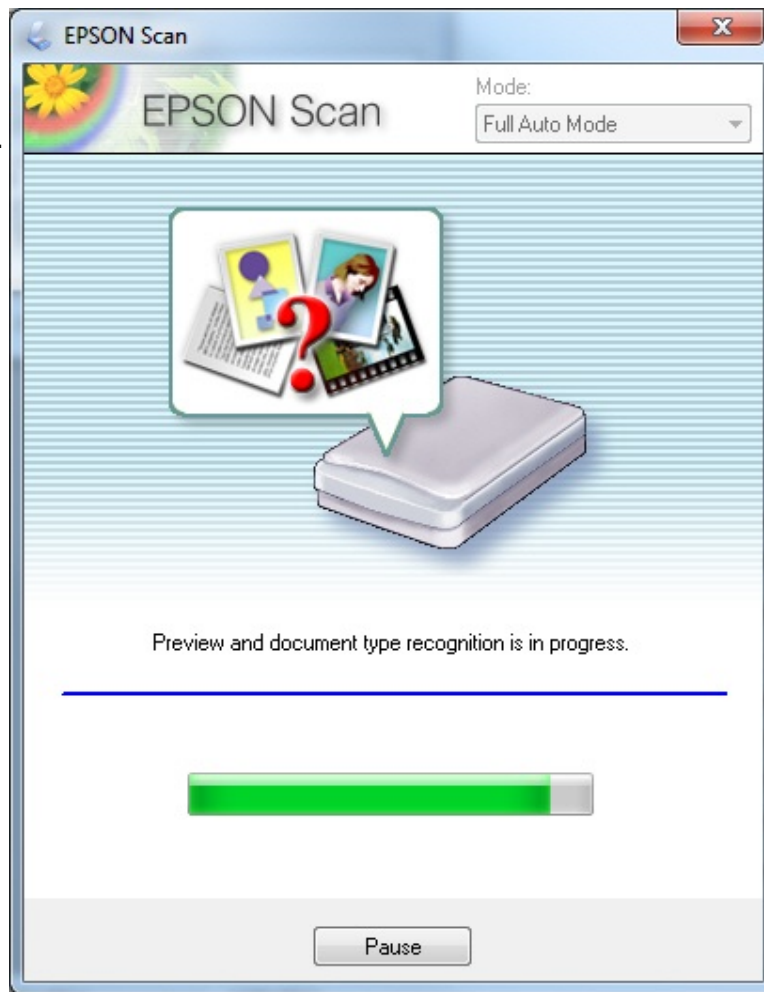 EPSON Scan
EPSON Scan
Mode:
Full Auto Mode
Preview and document type recognition is in progress.
Pause